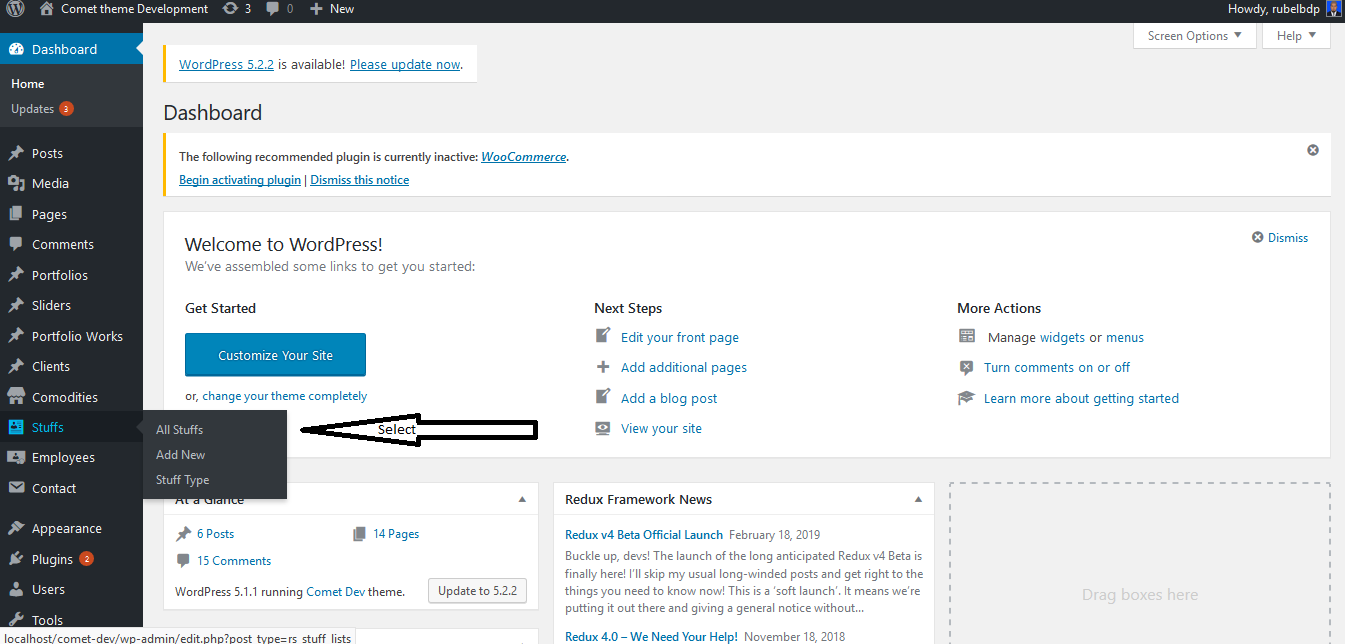 Comet theme Development 3 0 New Howdy, rubelbdp
Screen Options Help
Dashboard
Home
Updates 3
Posts
Media
Pages
Comments
Portfolios
Sliders
Portfolio Works
Clients
Comodities
Stuffs
All Stuffs
Add New
Stuff Type
Employees
Contact
Appearance
Plugins 2
Users
Tools
WordPress 5.2.2 is available! Please update now.
Dashboard
The following recommended plugin is currently inactive: WooCommerce.
Begin activating plugin | Dismiss this notice
Welcome to WordPress!
Dismiss
We've assembled some links to get you started:
Get Started
Customize Your Site
or, change your theme completely
Select
Next Steps
Edit your front page
Add additional pages
Add a blog post
View your site
More Actions
Manage widgets or menus
Turn comments on or off
Learn more about getting started
At a Glance
6 Posts 14 Pages
15 Comments
WordPress 5.1.1 running Comet Dev theme. Update to 5.2.2
Redux Framework News
Redux v4 Beta Official Launch February 18, 2019
Buckle up, devs! The launch of the long anticipated Redux v4 Beta is
finally here! I'll skip my usual long-winded posts and get right to the
things you need to know now! This is a 'soft launch'. It means we're
putting it out there and giving a general notice without...
Redux 4.0 – We Need Your Help! November 18, 2018
Drag boxes here
localhost/comet-dev/wp-admin/edit.php?post_type=rs_stuff_lists